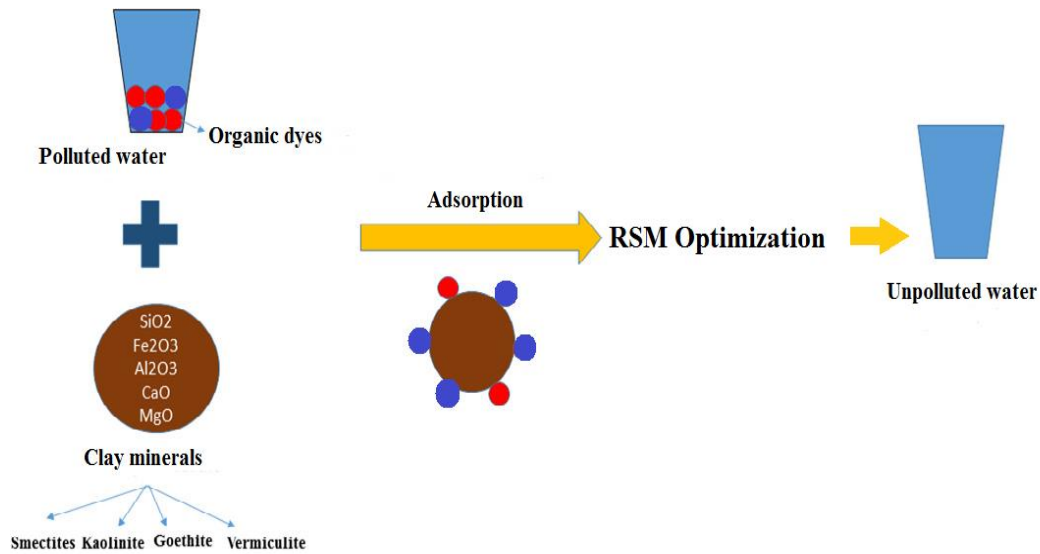 Organic dyes
Polluted water
SiO2
Fe2O3
Al2O3
CaO
MgO
Clay minerals
Smectites Kaolinite Goethite Vermiculite
Adsorption
RSM Optimization
Unpolluted water